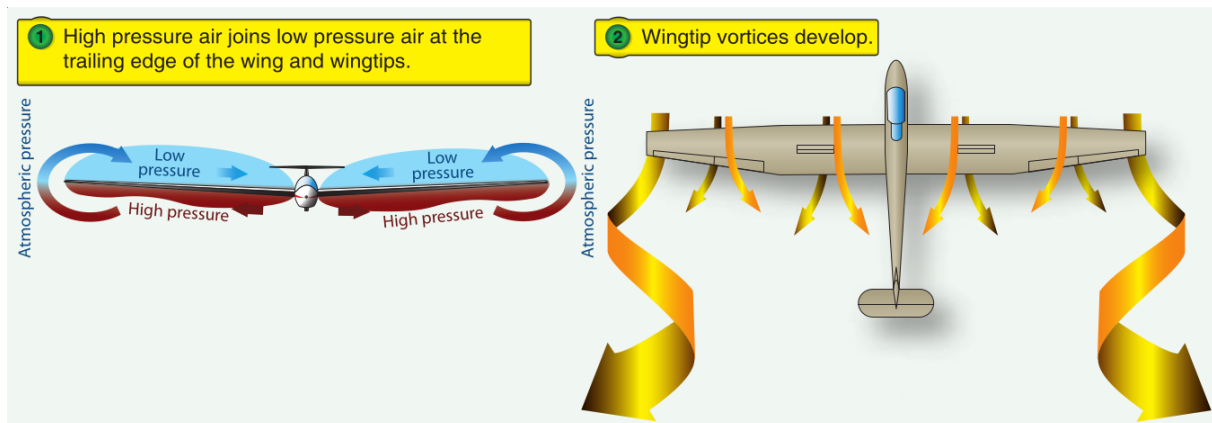 1 High pressure air joins low pressure air at the
trailing edge of the wing and wingtips.
Atmospheric pressure
Low
pressure
Low
pressure
High pressure
High pressure
2 Wingtip vortices develop.
Atmospheric pressure